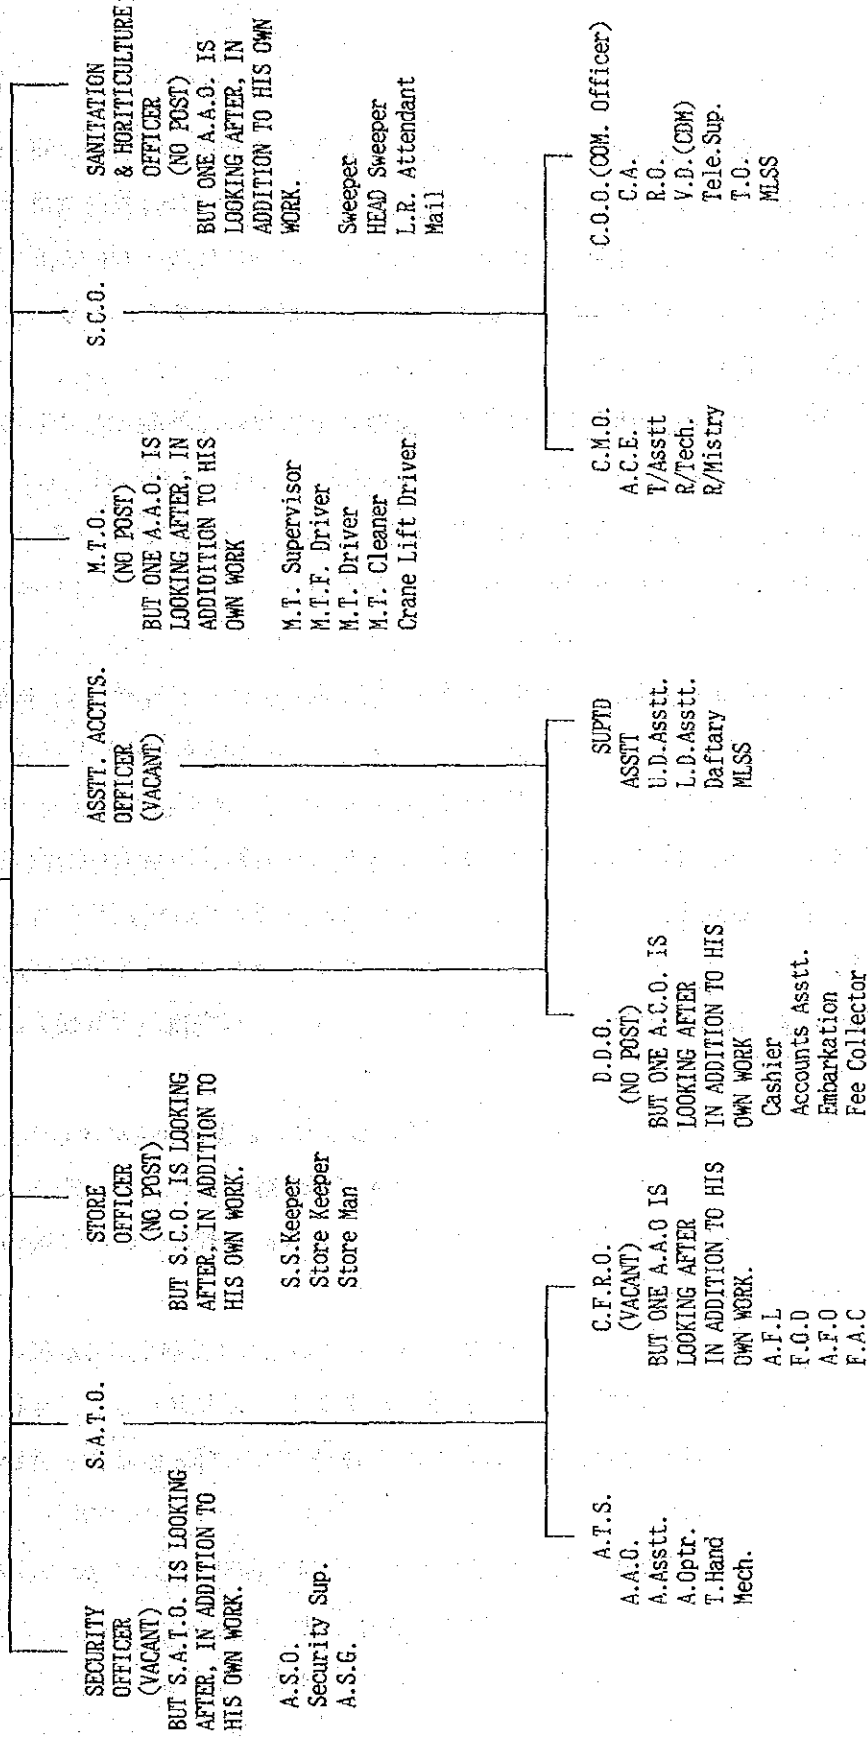 SECURITY
OFFICER
(VACANT)
BUT S.A.T.O. IS LOOKING
AFTER, IN ADDITION TO
HIS OWN WORK.
A.S.O.
Security Sup.
A.S.G.
S.A.T.O.
A.T.S.
A.A.O.
A.Asstt.
A.Optr.
T.Hand
Mech.
C.F.R.O.
(VACANT)
BUT ONE A.A.O IS
LOOKING AFTER
IN ADDITION TO HIS
OWN WORK.
A.F.L
F.O.D
A.F.O
F.A.C
STORE
OFFICER
(NO POST)
BUT S.C.O. IS LOOKING
AFTER, IN ADDITION TO
HIS OWN WORK.
S.S.Keeper
Store Keeper
Store Man
D.D.O.
(NO POST)
BUT ONE A.C.O. IS
LOOKING AFTER
IN ADDITION TO HIS
OWN WORK
Cashier
Accounts Asstt.
Embarkation
Fee Collector
SUPTD
ASSTT
U.D.Asstt.
L.D.Asstt.
Daftary
MLSS
ASSTT. ACCTTS.
OFFICER
(VACANT)
M.T.O.
(NO POST)
BUT ONE A.A.O. IS
LOOKING AFTER, IN
ADDIOITION TO HIS
OWN WORK
M.T. Supervisor
M.T.F. Driver
M.T. Driver
M.T. Cleaner
Crane Lift Driver
S.C.O.
C.M.O.
A.C.E.
T/Asstt
R/Tech.
R/Mistry
C.O.O.(COM. Officer)
C.A.
R.O.
V.D.(CDM)
Tele.Sup.
T.O.
MLSS
SANITATION
& HORITICULTURE
OFFICER
(NO POST)
BUT ONE A.A.O. IS
LOOKING AFTER, IN
ADDITION TO HIS OWN
WORK.
Sweeper
HEAD Sweeper
L.R. Attendant
Mail